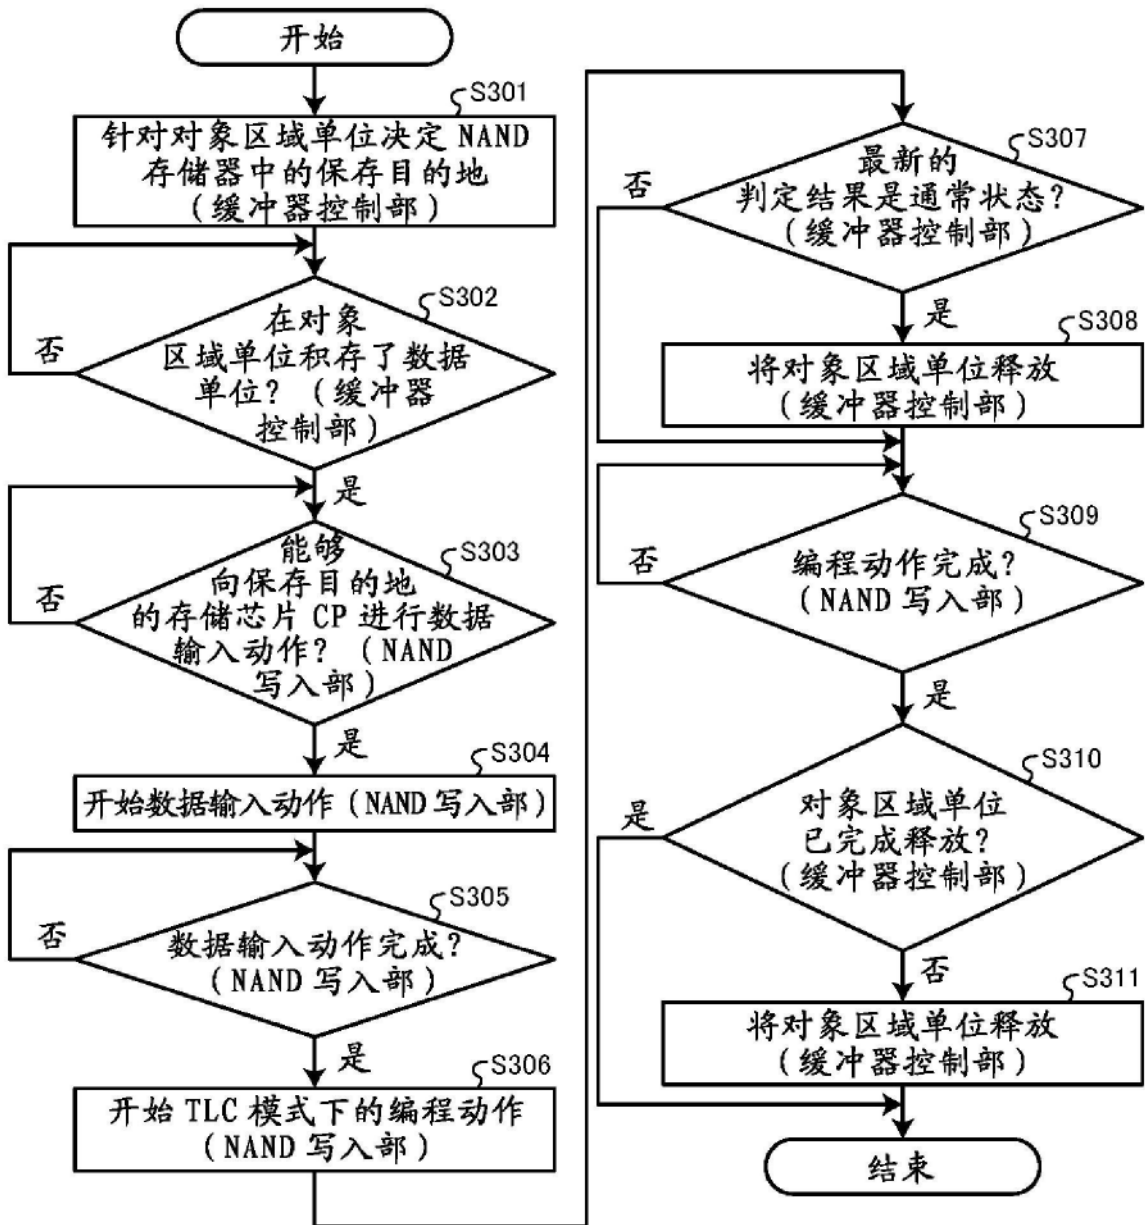 开始
S301
针对对象区域单位决定 NAND
存储器中的保存目的地
(缓冲器控制部)
S302
在对象
区域单位积存了数据
单位? (缓冲器
控制部)
否
是
S303
能够
向保存目的地
的存储芯片 CP 进行数据
输入动作? (NAND
写入部)
否
是
S304
开始数据输入动作 (NAND 写入部)
S305
数据输入动作完成?
(NAND 写入部)
否
是
S306
开始 TLC 模式下的编程动作
(NAND 写入部)
S307
最新的
判定结果是通常状态?
(缓冲器控制部)
否
是
S308
将对象区域单位释放
(缓冲器控制部)
S309
编程动作完成?
(NAND 写入部)
否
是
S310
对象区域单位
已完成释放?
(缓冲器控制部)
是
否
S311
将对象区域单位释放
(缓冲器控制部)
结束